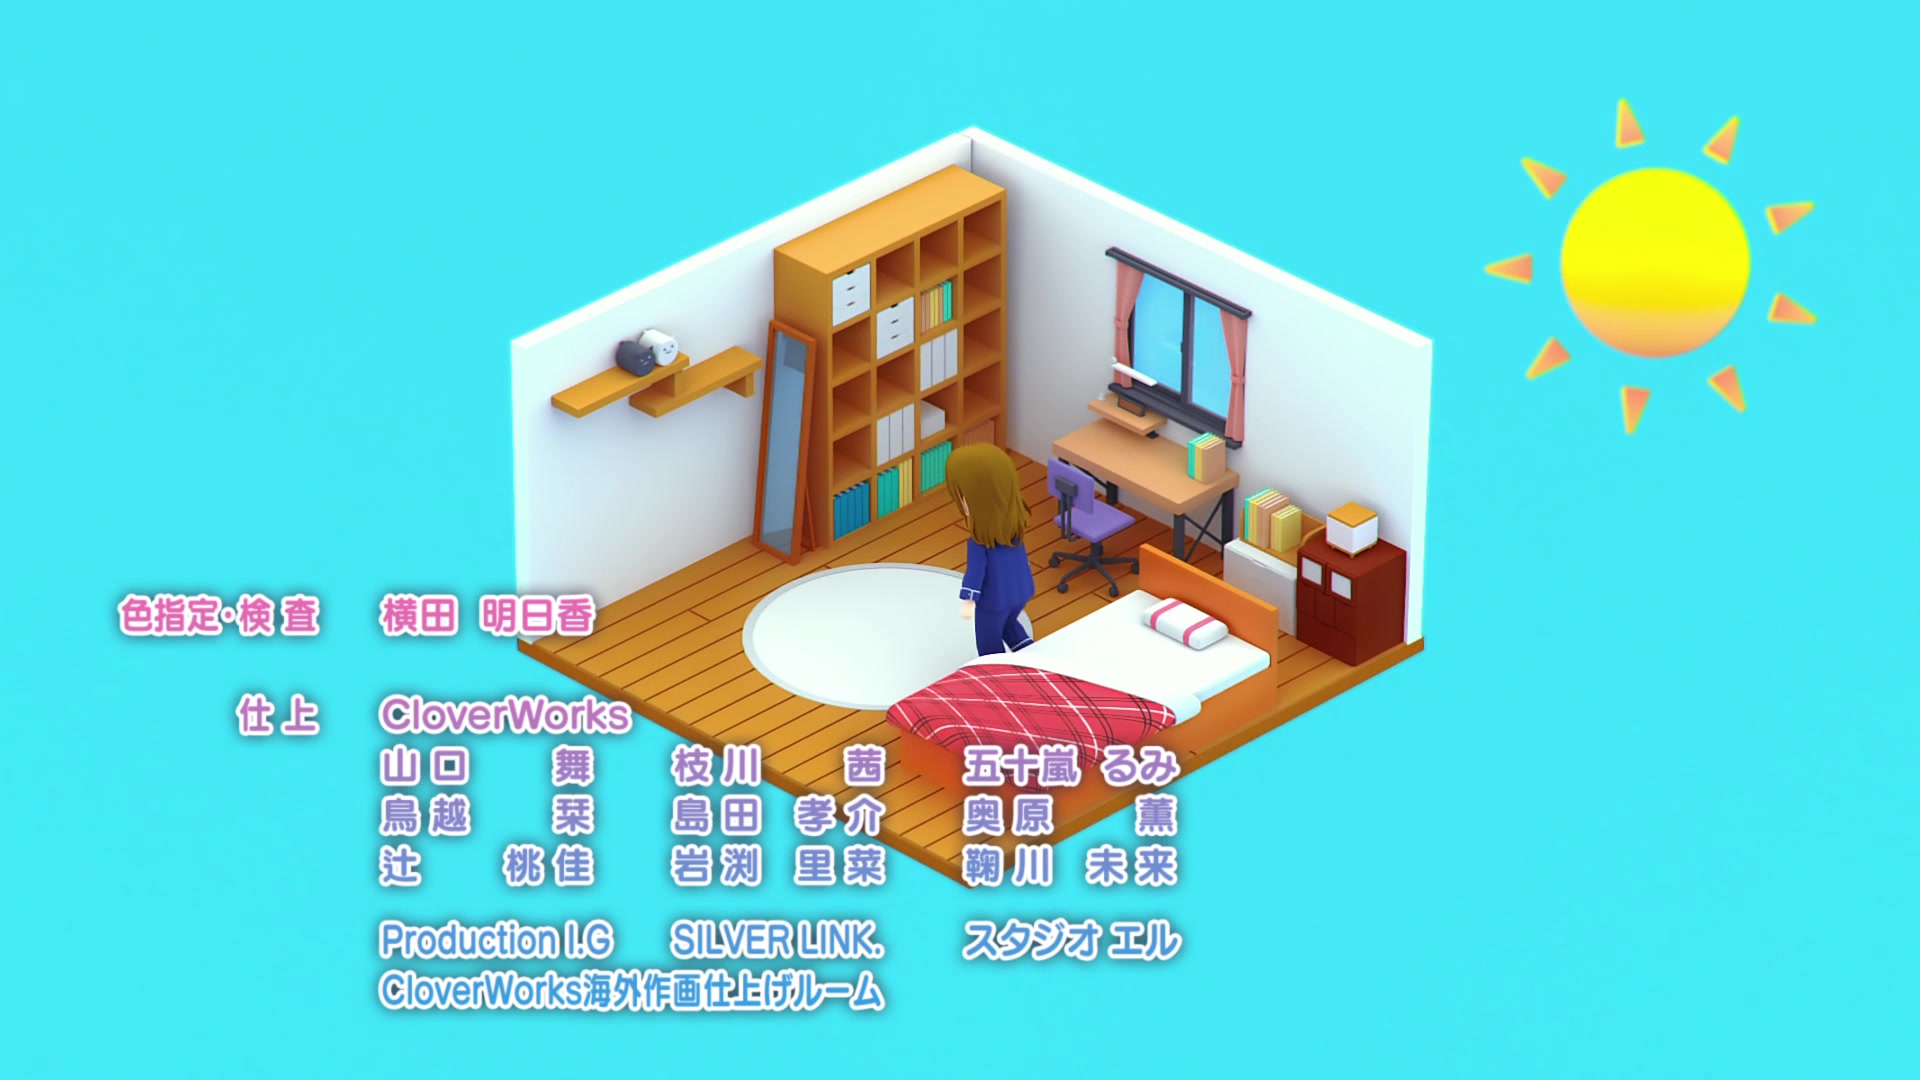 色指定・検査 横田 明日香
仕上 CloverWorks
山口 舞 枝川 茜 五十嵐 るみ
鳥越 栞 島田 孝介 奥原 薫
辻 桃佳 岩渕 里菜 鞠川 未来
Production I.G SILVER LINK. スタジオ エル
CloverWorks海外作画仕上げルーム